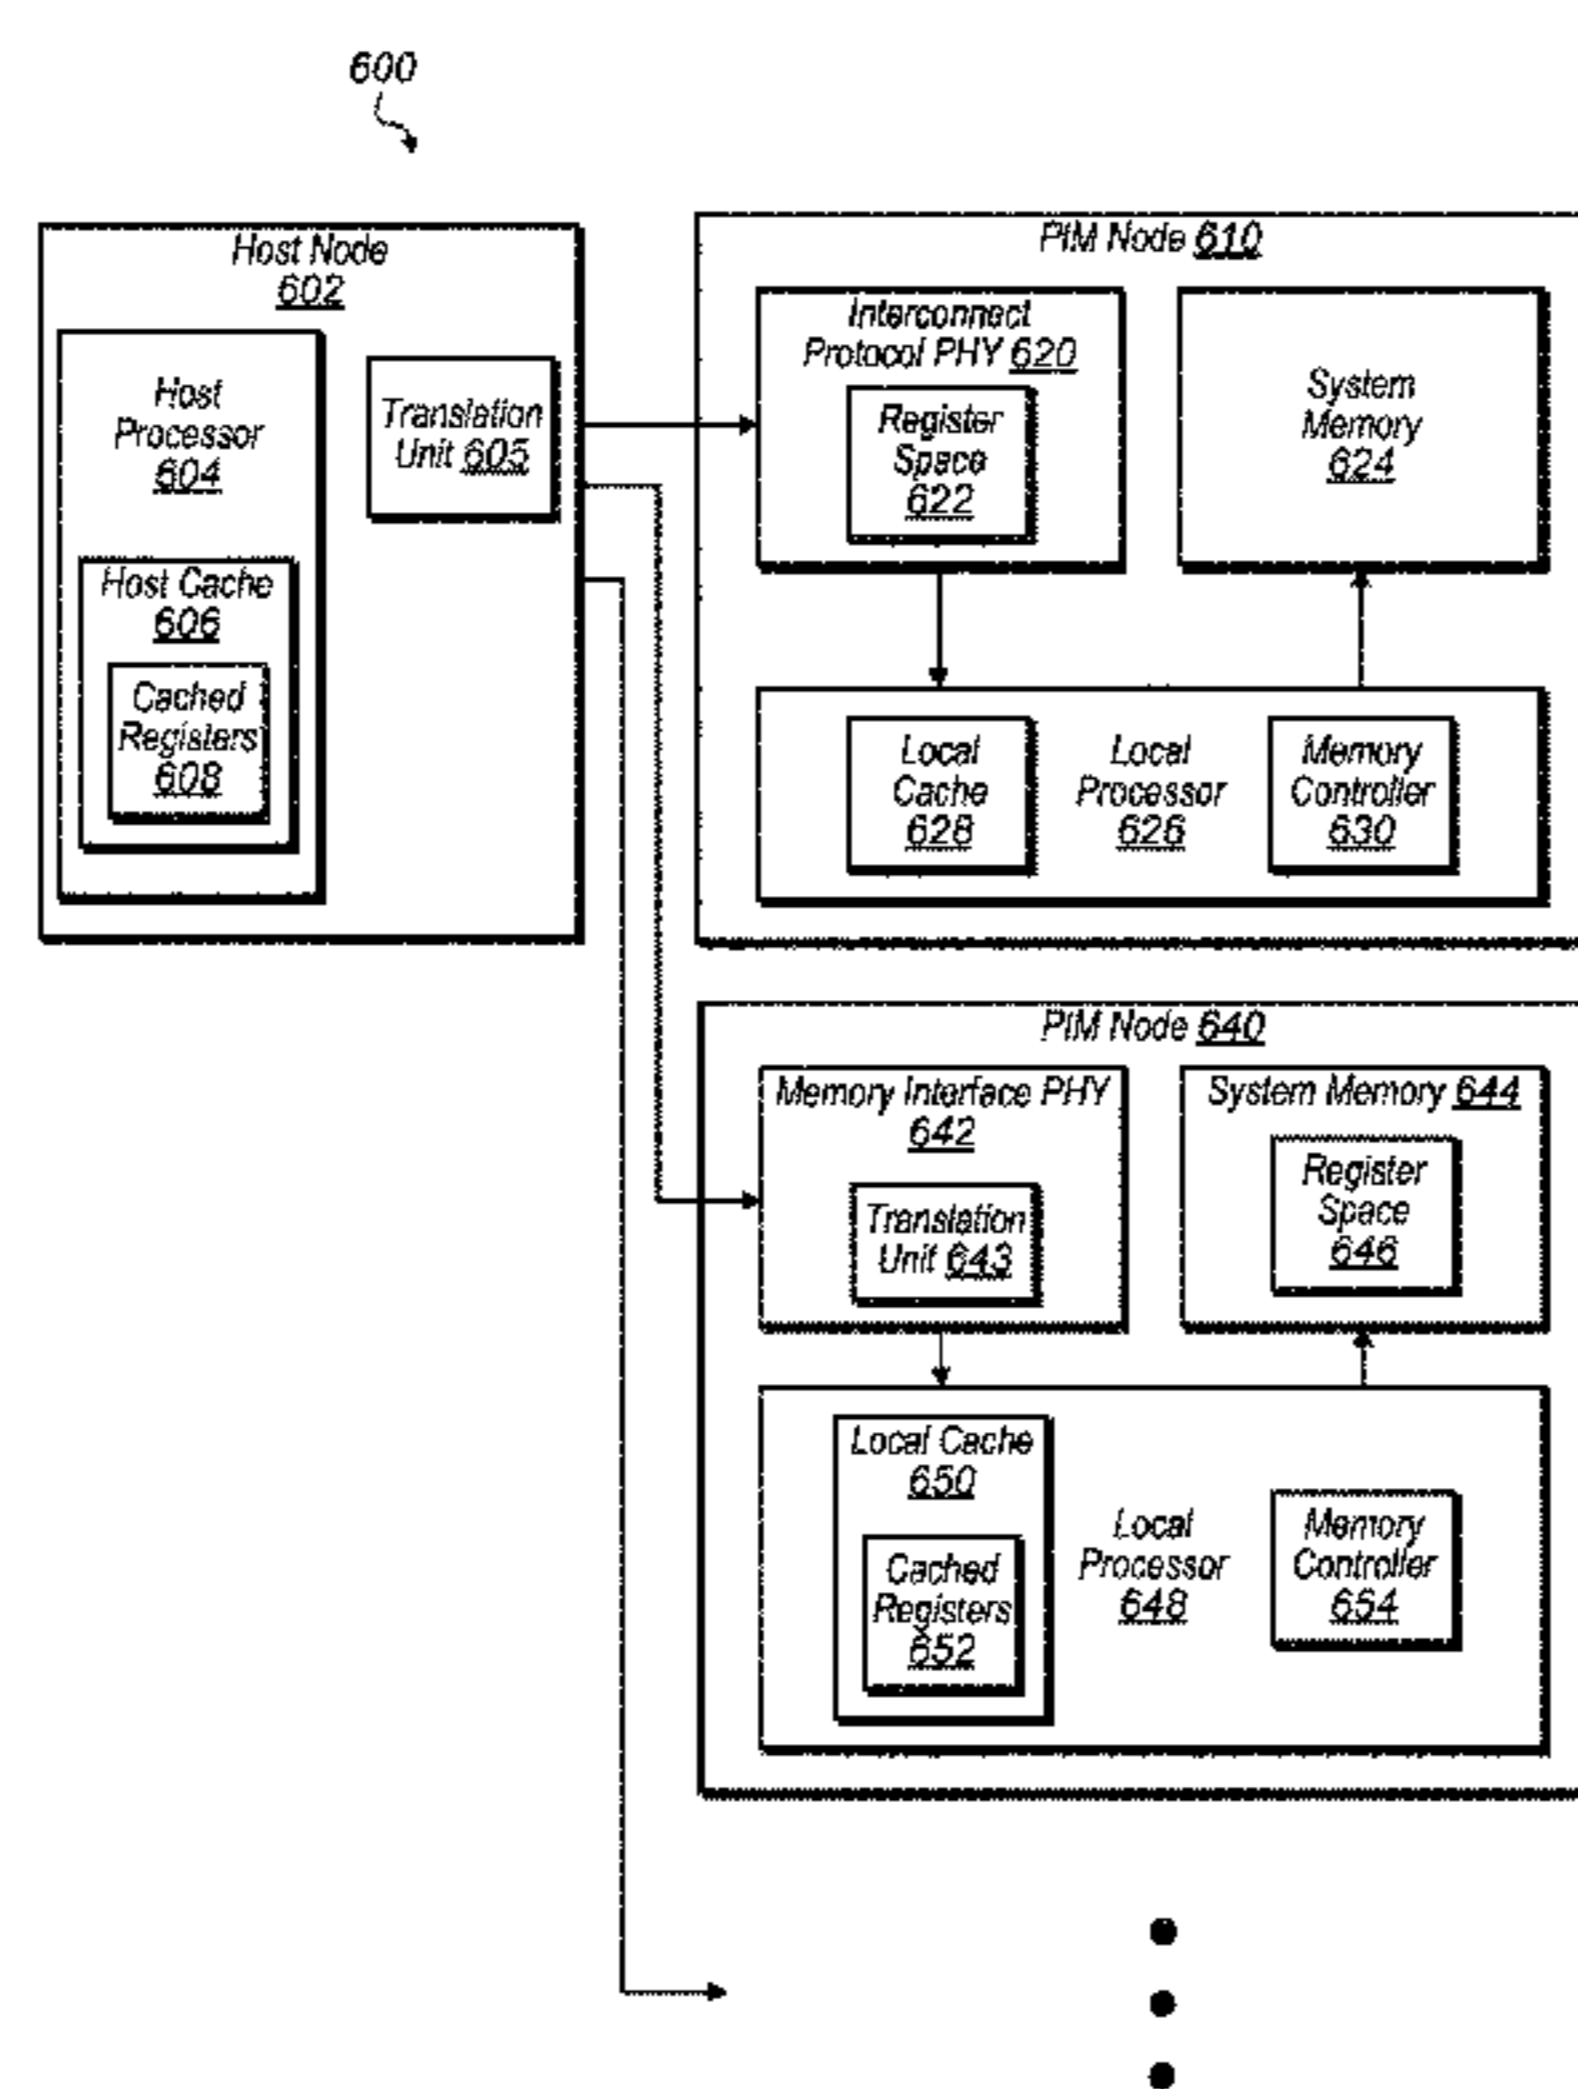 600
Host Node
602
Host
Processor
604
Translation
Unit 605
Host Cache
606
Cached
Registers
608
PIM Node 610
Interconnect
Protocol PHY 620
Register
Space
622
System
Memory
624
Local
Cache
628
Local
Processor
626
Memory
Controller
630
PIM Node 640
Memory Interface PHY
642
Translation
Unit 643
System Memory 644
Register
Space
646
Local Cache
650
Cached
Registers
652
Local
Processor
648
Memory
Controller
654